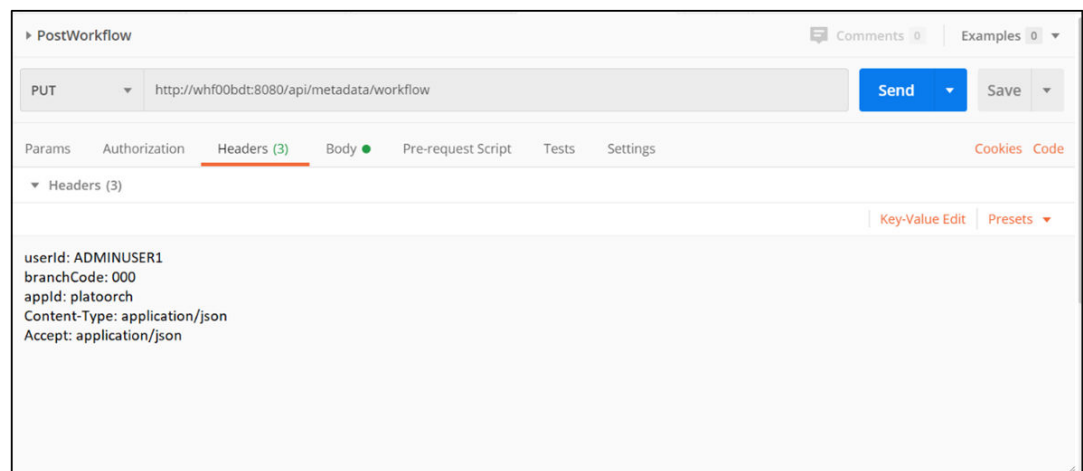 PostWorkflow Comments 0 Examples 0
PUT http://whf00bdt:8080/api/metadata/workflow Send Save
Params Authorization Headers (3) Body Pre-request Script Tests Settings Cookies Code
Headers (3)
Key-Value Edit Presets
userId: ADMINUSER1
branchCode: 000
appId: platoorch
Content-Type: application/json
Accept: application/json